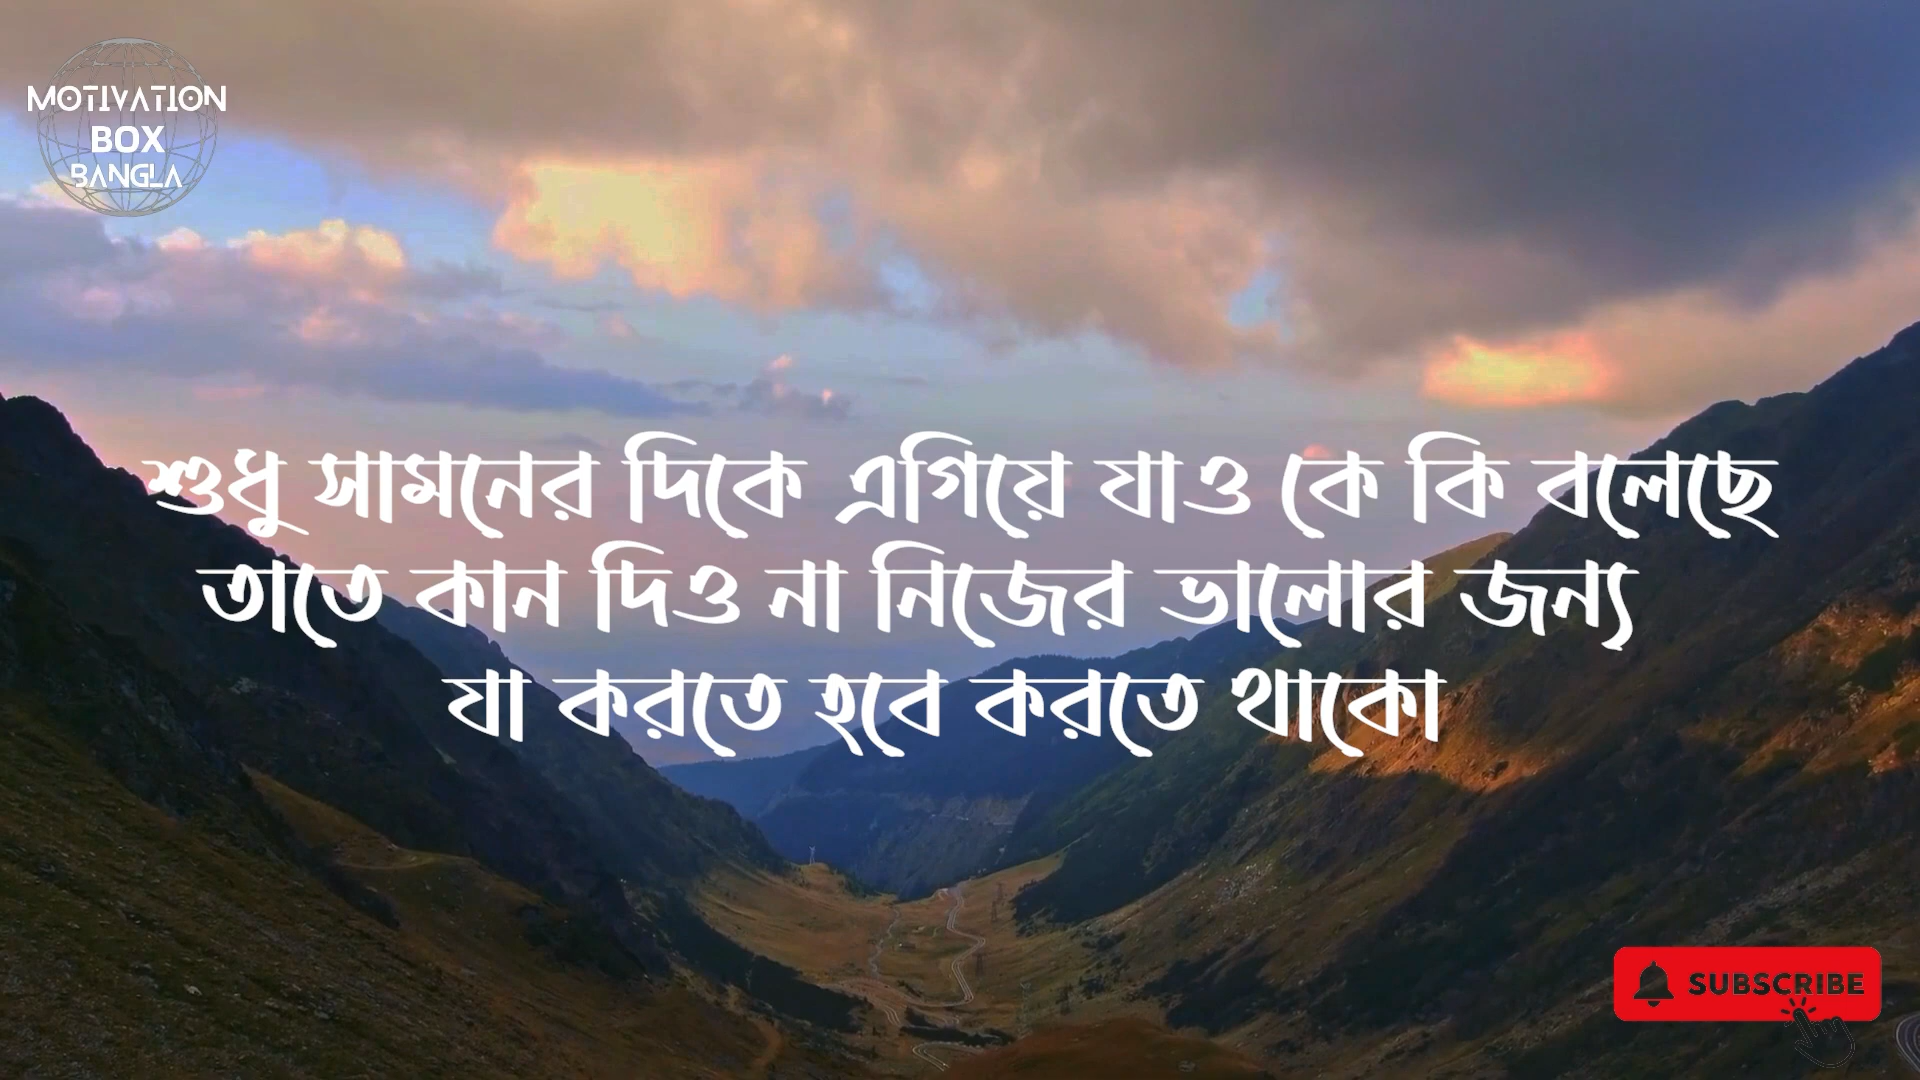 MOTIVATION
BOX
BANGLA
শুধু সামনের দিকে এগিয়ে যাও কে কি বলেছে
তাতে কান দিও না নিজের ভালোর জন্য
যা করতে হবে করতে থাকো
SUBSCRIBE